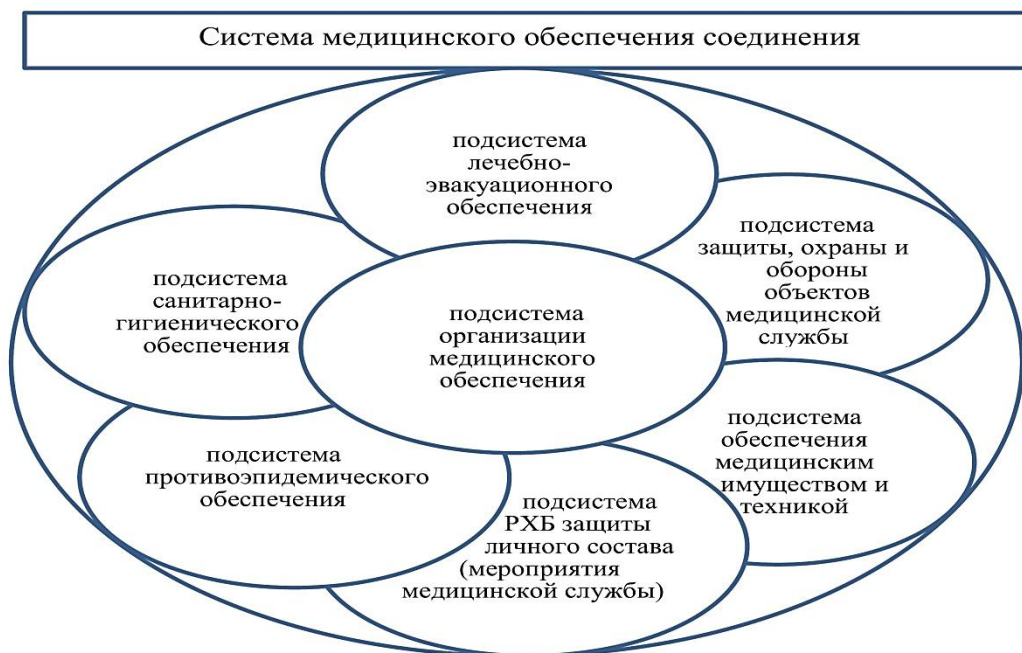 Система медицинского обеспечения соединения
подсистема
лечебно-
эвакуационного
обеспечения
подсистема
защиты, охраны и
обороны
объектов
медицинской
службы
подсистема
санитарно-
гигиенического
обеспечения
подсистема
организации
медицинского
обеспечения
подсистема
обеспечения
медицинским
имуществом и
техникой
подсистема
противоэпидемического
обеспечения
подсистема
РХБ защиты
личного состава
(мероприятия
медицинской службы)